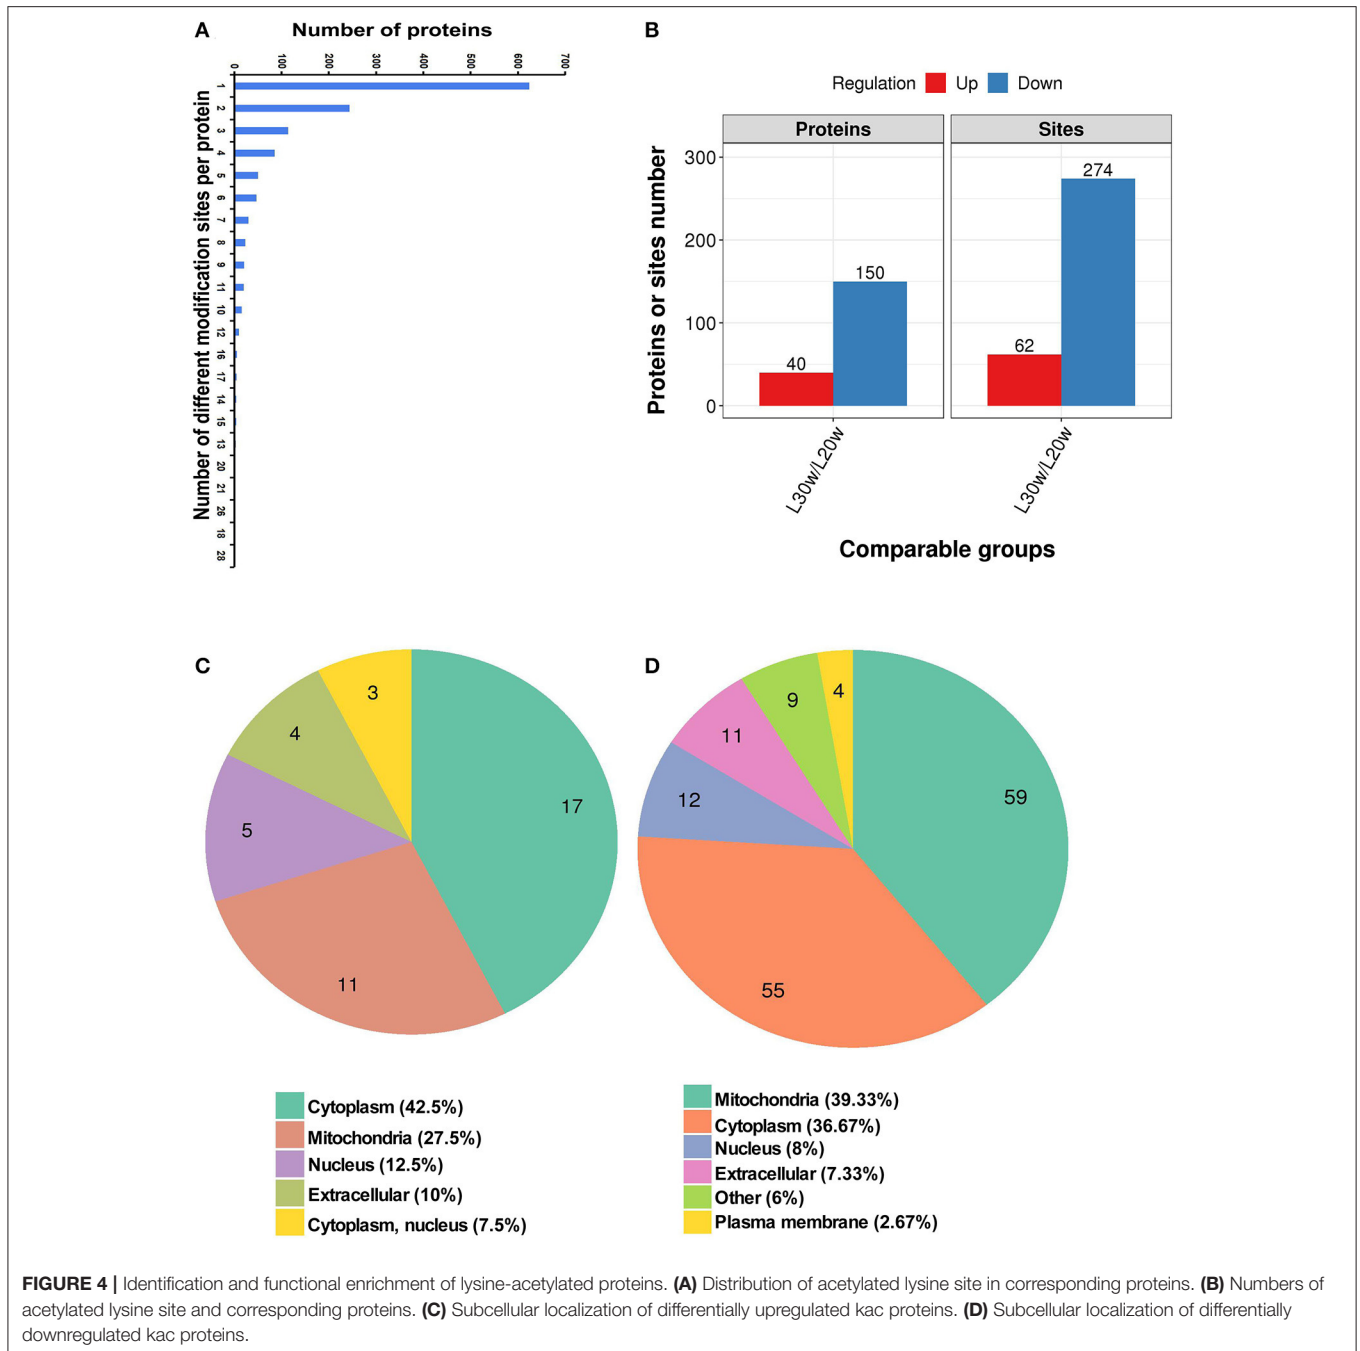 A
Number of proteins
0
100
200
300
400
500
600
700
Number of different modification sites per protein
1
2
3
4
5
6
7
8
9
11
10
12
16
17
14
15
13
20
21
26
18
28
B
Regulation Up Down
Proteins Sites
Proteins or sites number
300
200
100
0
40
150
62
274
L30w/L20w
L30w/L20w
Comparable groups
C
3
4
5
11
17
Cytoplasm (42.5%)
Mitochondria (27.5%)
Nucleus (12.5%)
Extracellular (10%)
Cytoplasm, nucleus (7.5%)
D
4
9
11
12
55
59
Mitochondria (39.33%)
Cytoplasm (36.67%)
Nucleus (8%)
Extracellular (7.33%)
Other (6%)
Plasma membrane (2.67%)
FIGURE 4 | Identification and functional enrichment of lysine-acetylated proteins. (A) Distribution of acetylated lysine site in corresponding proteins. (B) Numbers of
acetylated lysine site and corresponding proteins. (C) Subcellular localization of differentially upregulated kac proteins. (D) Subcellular localization of differentially
downregulated kac proteins.